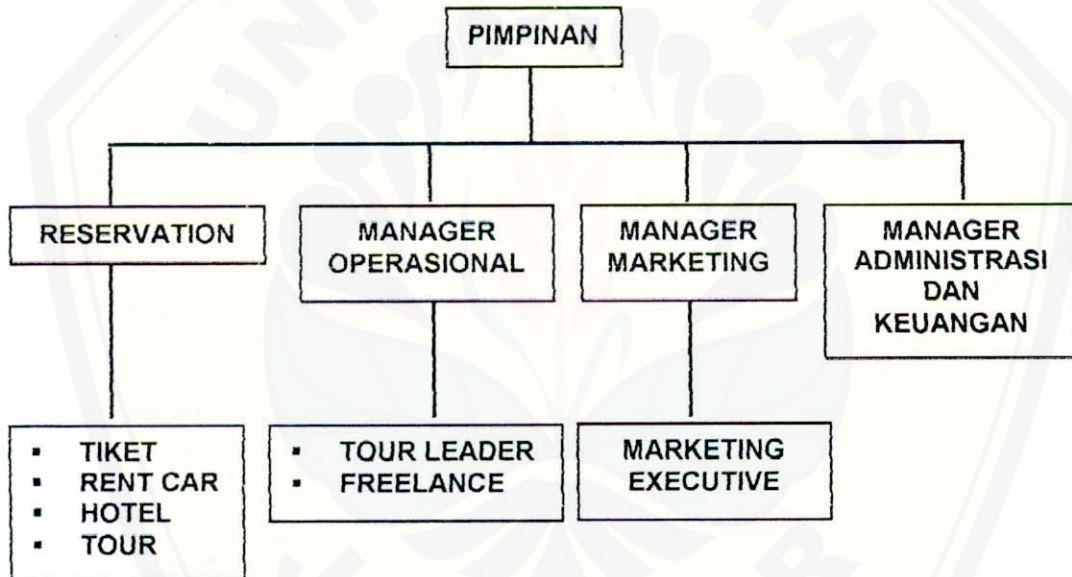 PIMPINAN
RESERVATION
MANAGER
OPERASIONAL
MANAGER
MARKETING
MANAGER
ADMINISTRASI
DAN
KEUANGAN
▪ TIKET
▪ RENT CAR
▪ HOTEL
▪ TOUR
▪ TOUR LEADER
▪ FREELANCE
MARKETING
EXECUTIVE